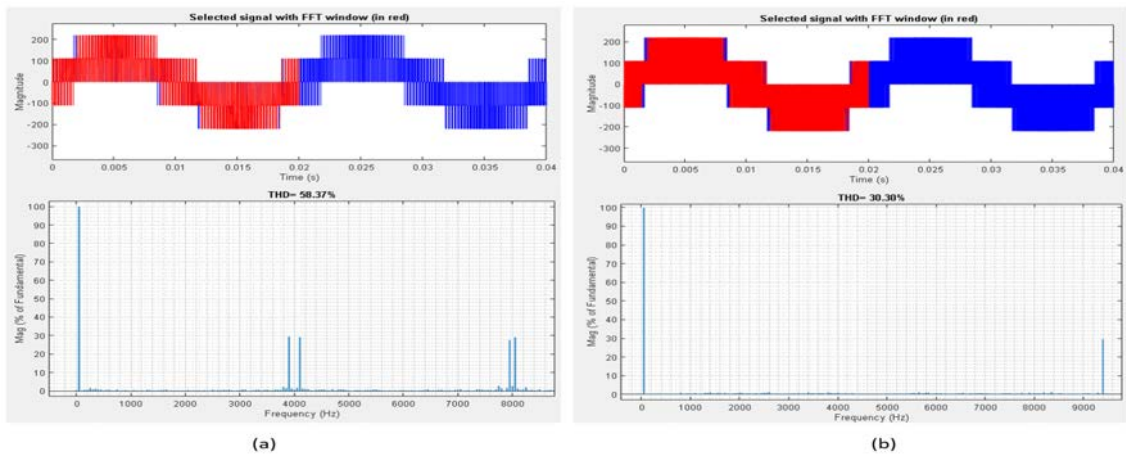 Selected signal with FFT window (in red)
Magnitude
200
100
0
-100
-200
-300
0 0.005 0.01 0.015 0.02 0.025 0.03 0.035 0.04
Time (s)
THD= 58.37%
Mag (% of Fundamental)
100
90
80
70
60
50
40
30
20
10
0
0 1000 2000 3000 4000 5000 6000 7000 8000
Frequency (Hz)
(a)
Selected signal with FFT window (in red)
Magnitude
200
100
0
-100
-200
-300
0 0.005 0.01 0.015 0.02 0.025 0.03 0.035 0.04
Time (s)
THD= 30.30%
Mag (% of Fundamental)
100
90
80
70
60
50
40
30
20
10
0
0 1000 2000 3000 4000 5000 6000 7000 8000 9000
Frequency (Hz)
(b)